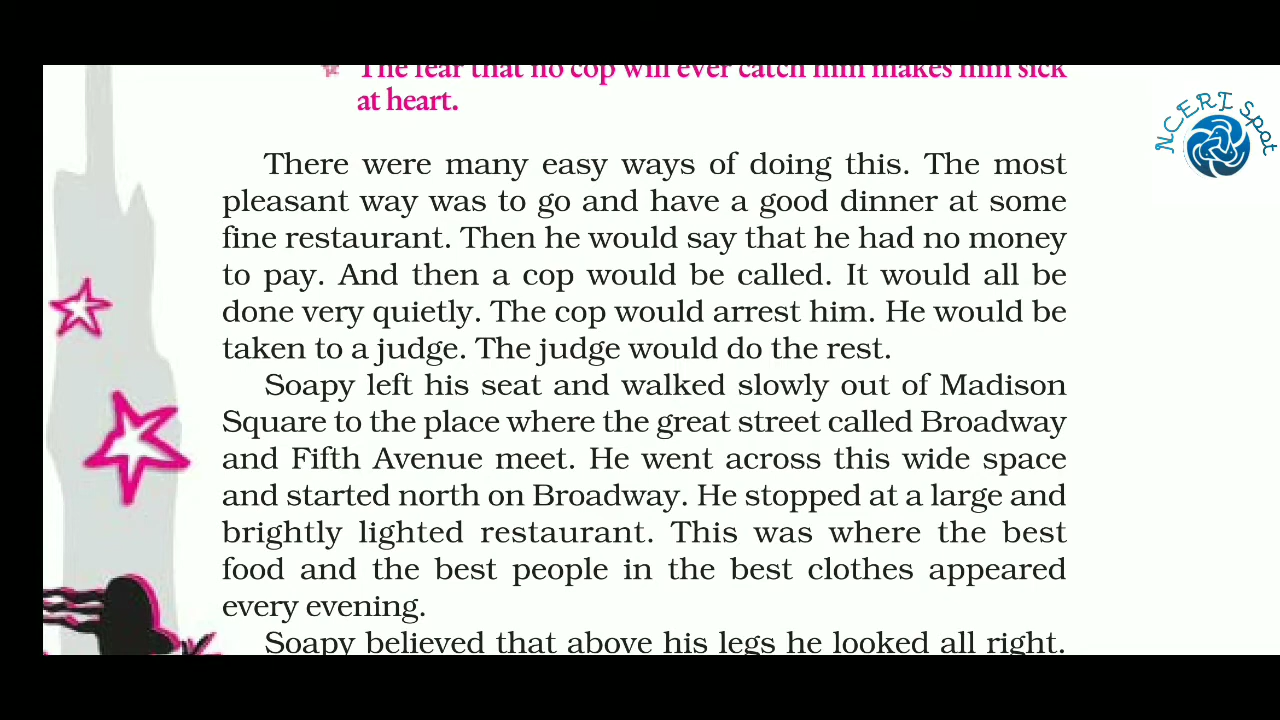 The fear that no cop will ever catch him makes him sick
at heart.
NCERT Spot
There were many easy ways of doing this. The most
pleasant way was to go and have a good dinner at some
fine restaurant. Then he would say that he had no money
to pay. And then a cop would be called. It would all be
done very quietly. The cop would arrest him. He would be
taken to a judge. The judge would do the rest.
Soapy left his seat and walked slowly out of Madison
Square to the place where the great street called Broadway
and Fifth Avenue meet. He went across this wide space
and started north on Broadway. He stopped at a large and
brightly lighted restaurant. This was where the best
food and the best people in the best clothes appeared
every evening.
Soapy believed that above his legs he looked all right.